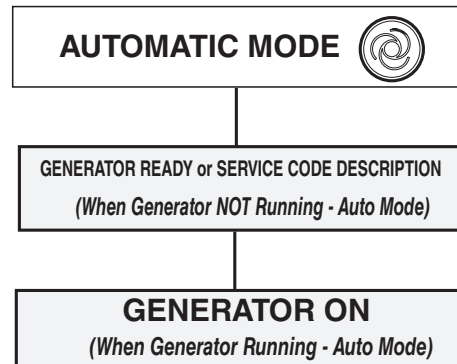 AUTOMATIC MODE
GENERATOR READY or SERVICE CODE DESCRIPTION
(When Generator NOT Running - Auto Mode)
GENERATOR ON
(When Generator Running - Auto Mode)